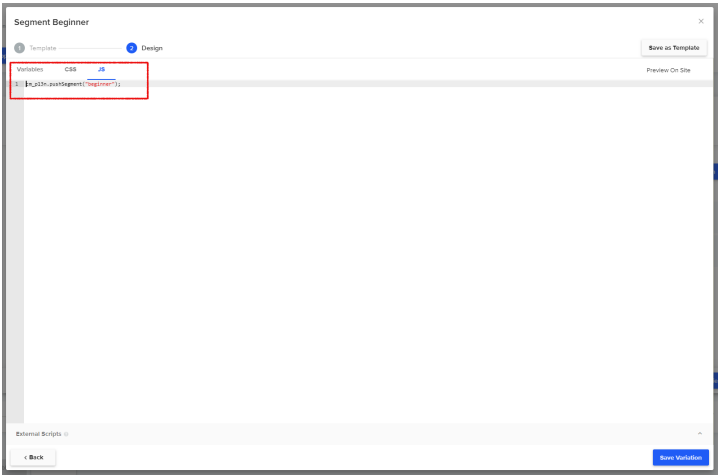 Segment Beginner
1 Template 2 Design Save as Template
Variables CSS JS Preview On Site
1 cm_p13n.pushSegment("beginner");
External Scripts
< Back Save Variation